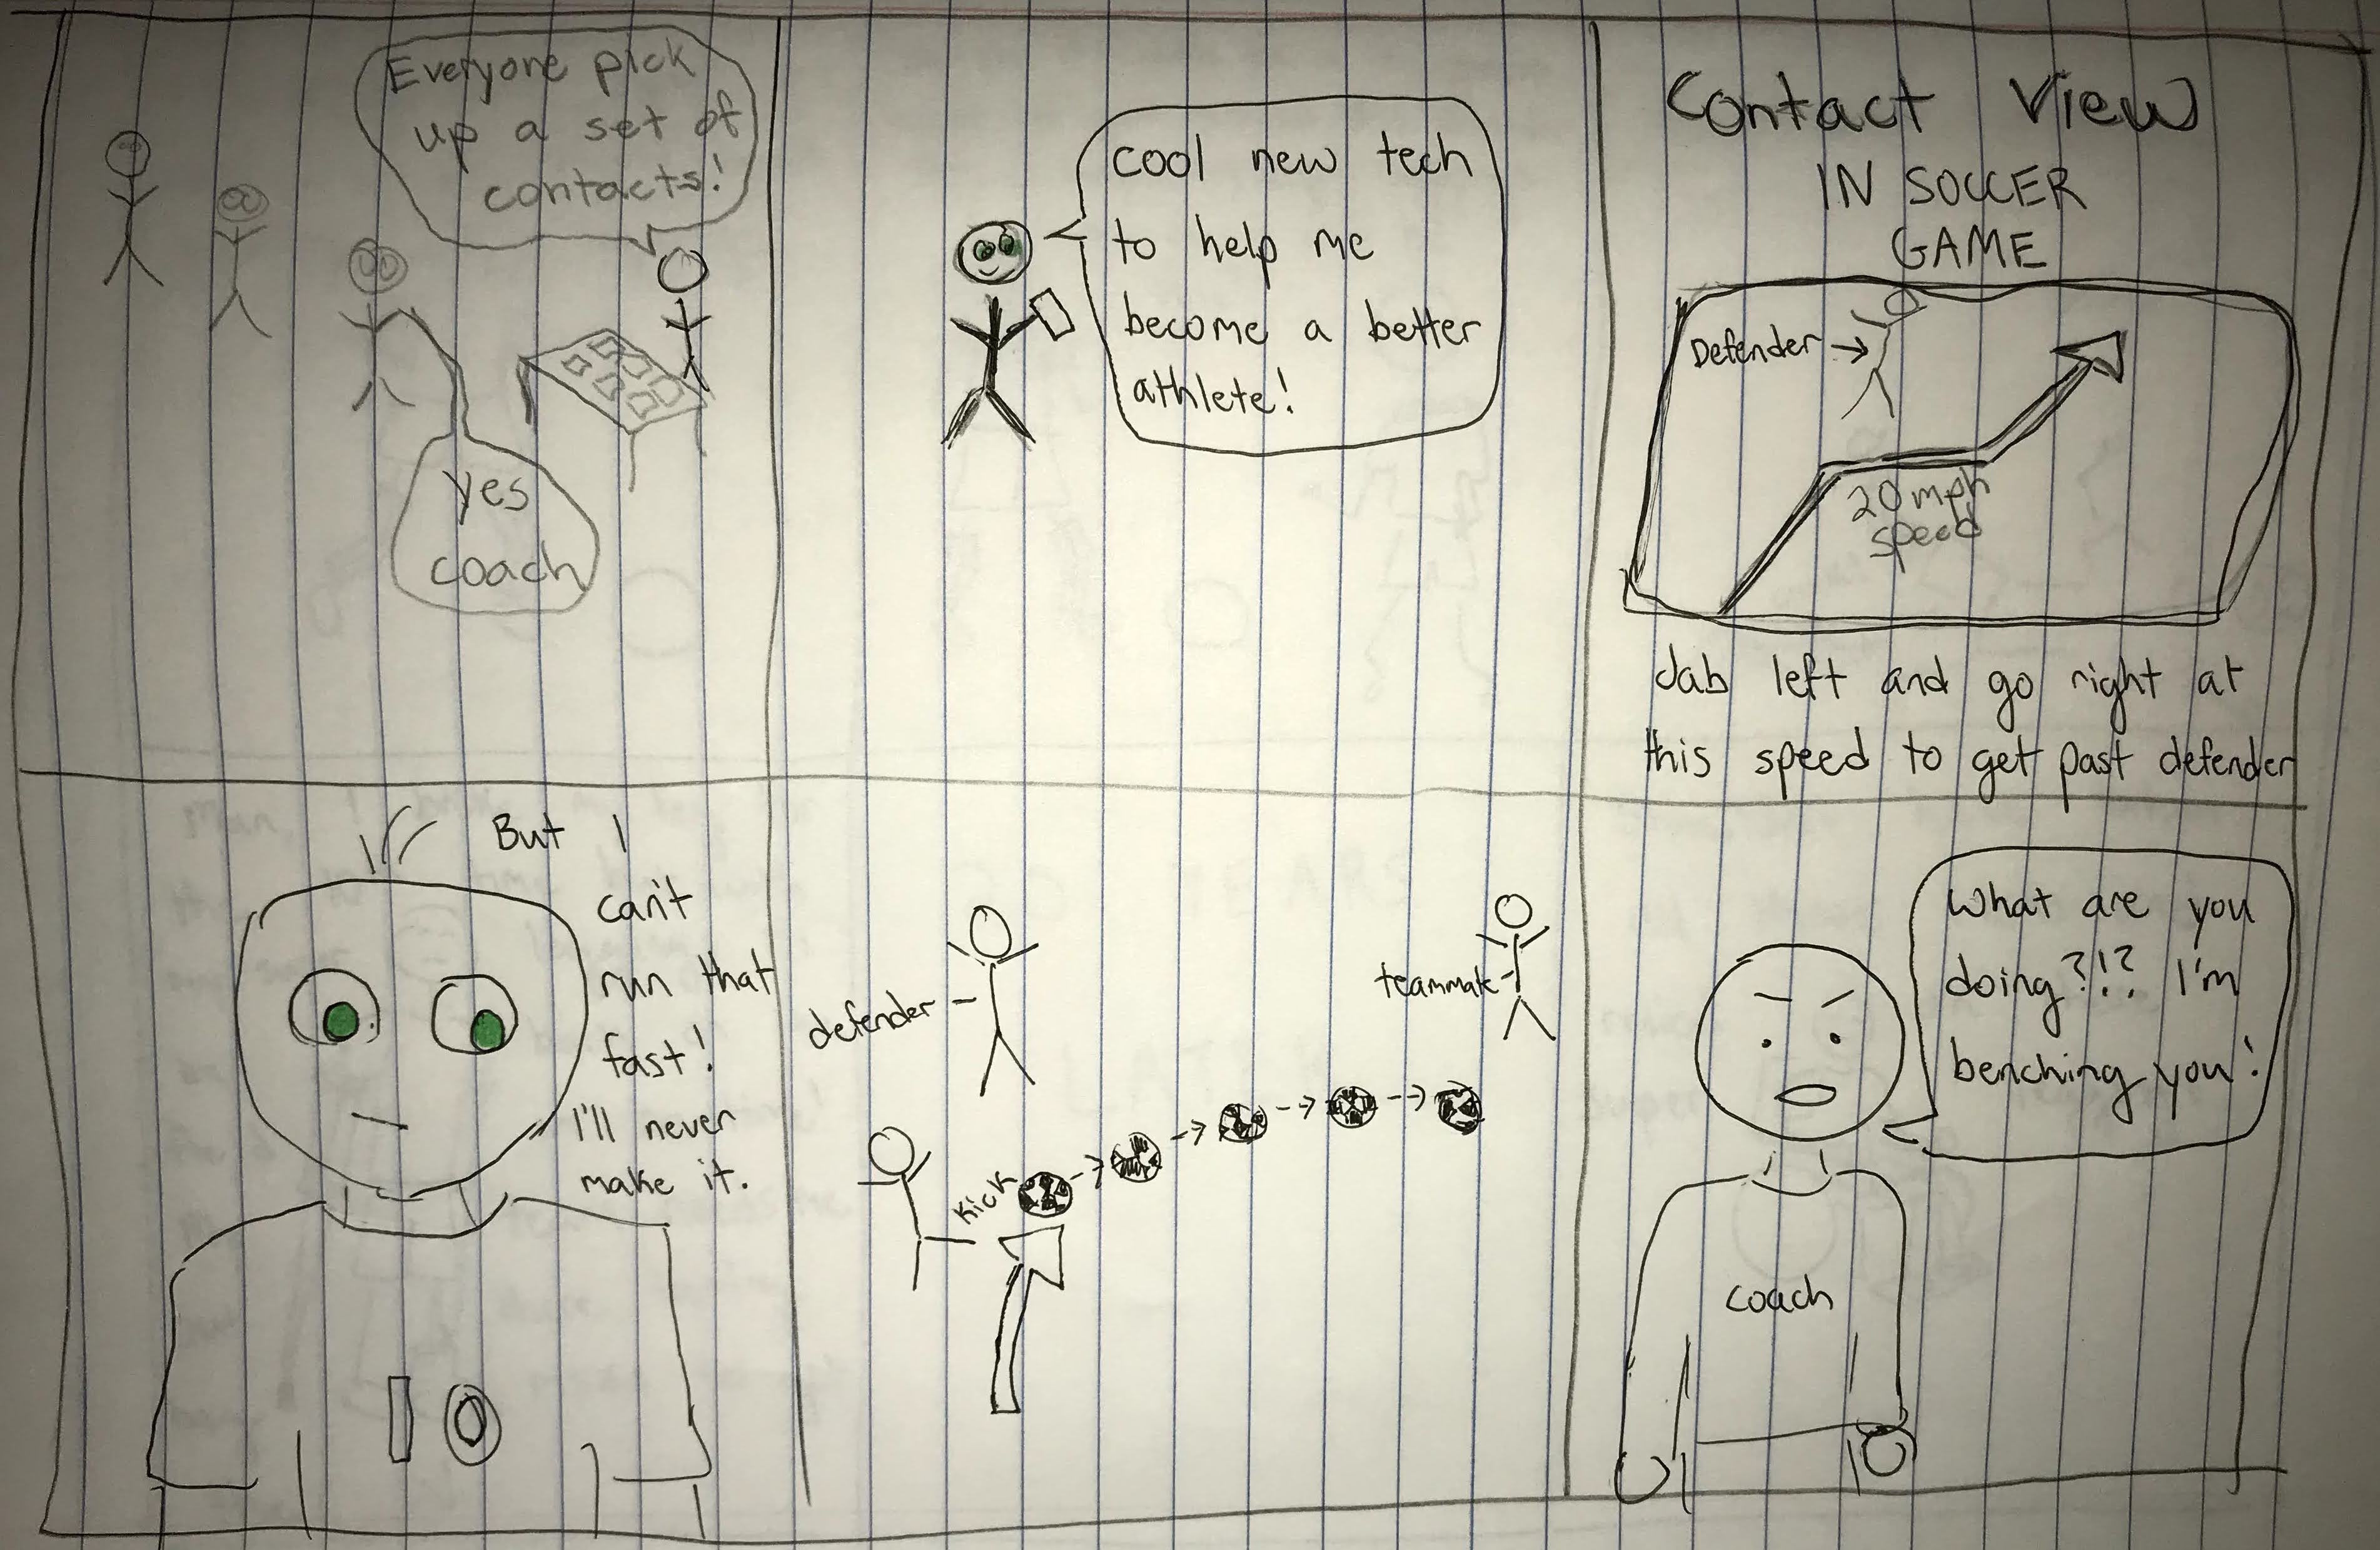 Everyone pick
up a set of
contacts!
yes
coach
cool new tech
to help me
become a better
athlete!
Contact View
IN SOCCER
GAME
Defender
20 mph
speed
Jab left and go right at
this speed to get past defender
But I
can't
run that
fast!
I'll never
make it.
10
defender
teammate
Kick
What are you
doing?!? I'm
benching you!
coach